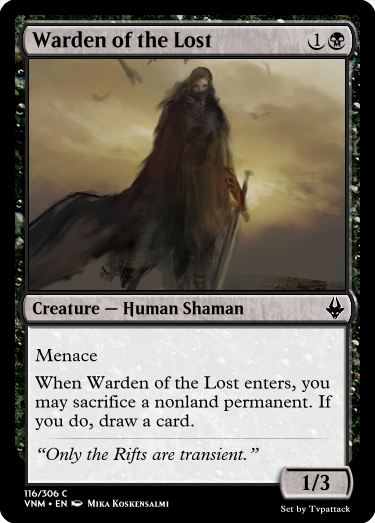 Warden of the Lost 1
Creature — Human Shaman
Menace
When Warden of the Lost enters, you
may sacrifice a nonland permanent. If
you do, draw a card.
“Only the Rifts are transient.”
1/3
116/306 C
VNM • EN Mika Koskensalmi
Set by Tvpattack